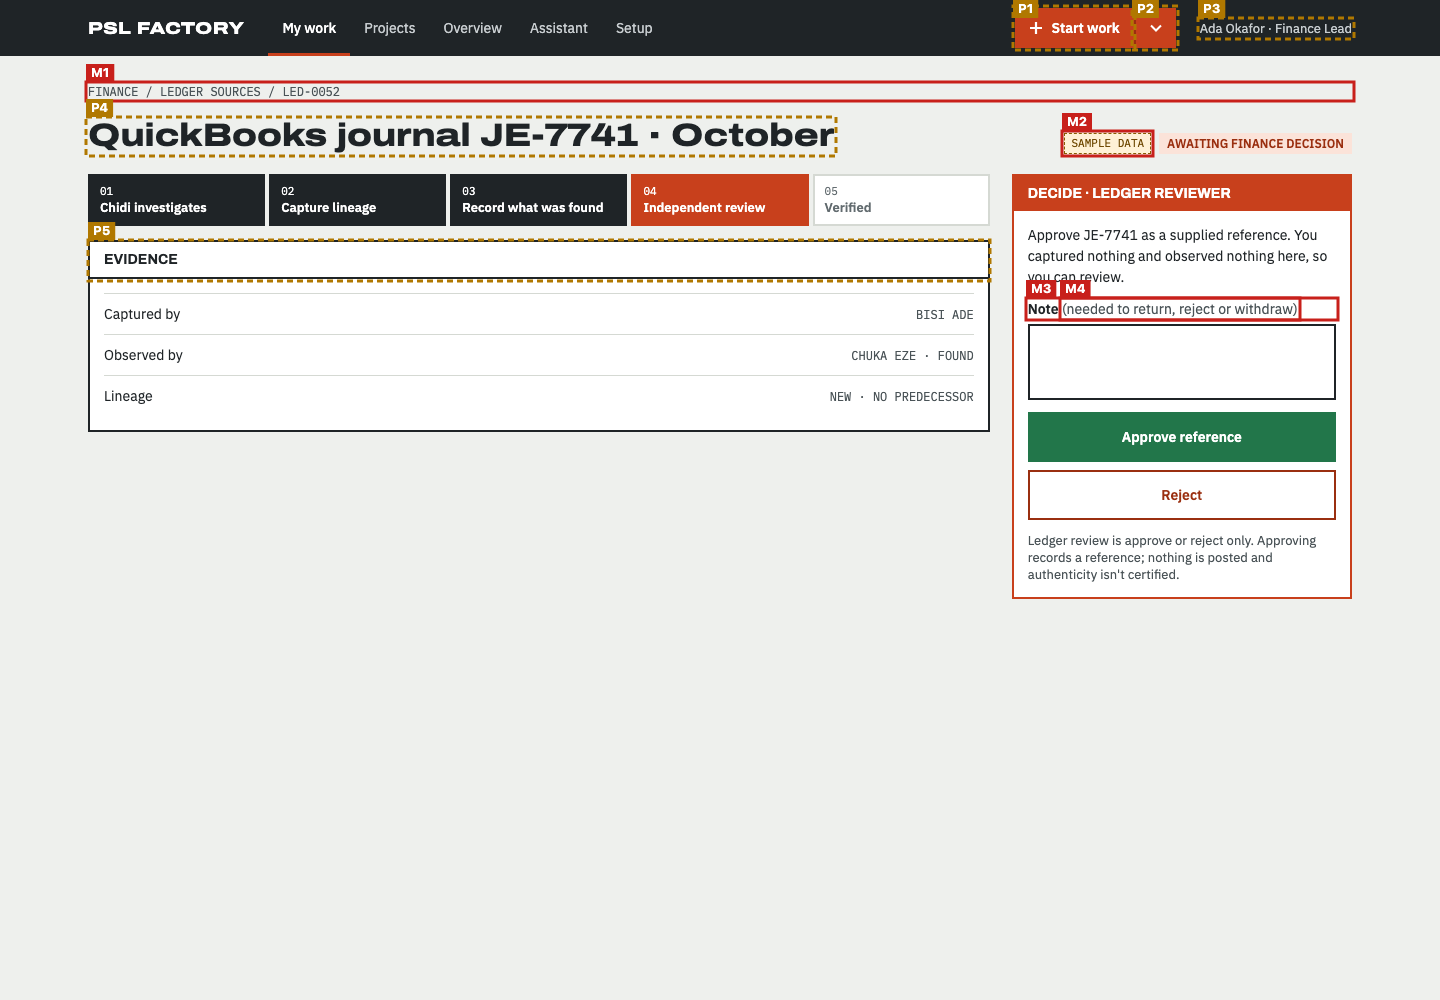 PSL FACTORY
My work
Projects
Overview
Assistant
Setup
P1
Start work
P2
P3
Ada Okafor · Finance Lead
M1
FINANCE / LEDGER SOURCES / LED-0052
P4
QuickBooks journal JE-7741 · October
M2
SAMPLE DATA
AWAITING FINANCE DECISION
01
Chidi investigates
02
Capture lineage
03
Record what was found
04
Independent review
05
Verified
P5
EVIDENCE
Captured by
BISI ADE
Observed by
CHUKA EZE · FOUND
Lineage
NEW · NO PREDECESSOR
DECIDE · LEDGER REVIEWER
Approve JE-7741 as a supplied reference. You
captured nothing and observed nothing here, so
you can review.
M3
M4
Note (needed to return, reject or withdraw)
Approve reference
Reject
Ledger review is approve or reject only. Approving
records a reference; nothing is posted and
authenticity isn't certified.